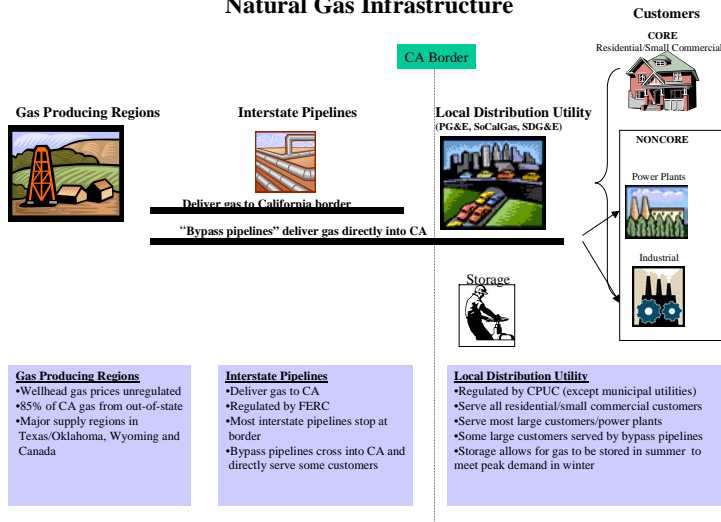 Natural Gas Infrastructure
Customers
CORE
Residential/Small Commercial
CA Border
Gas Producing Regions
Interstate Pipelines
Local Distribution Utility
(PG&E, SoCalGas, SDG&E)
NONCORE
Power Plants
Deliver gas to California border
“Bypass pipelines” deliver gas directly into CA
Industrial
Storage
Gas Producing Regions
•Wellhead gas prices unregulated
•85% of CA gas from out-of-state
•Major supply regions in
Texas/Oklahoma, Wyoming and
Canada
Interstate Pipelines
•Deliver gas to CA
•Regulated by FERC
•Most interstate pipelines stop at
border
•Bypass pipelines cross into CA and
directly serve some customers
Local Distribution Utility
•Regulated by CPUC (except municipal utilities)
•Serve all residential/small commercial customers
•Serve most large customers/power plants
•Some large customers served by bypass pipelines
•Storage allows for gas to be stored in summer to
meet peak demand in winter